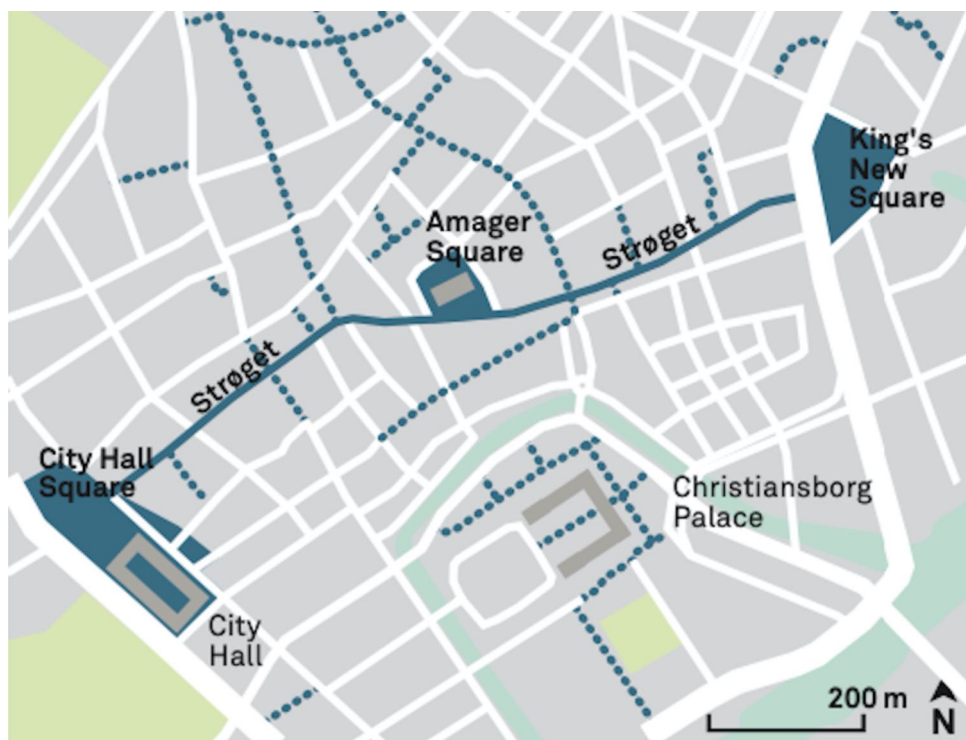 King's
New
Square
Amager
Square
Strøget
Strøget
City Hall
Square
Christiansborg
Palace
City
Hall
200 m
N